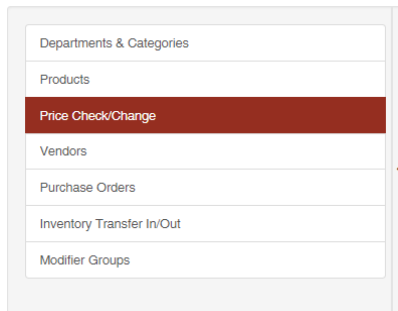 Departments & Categories
Products
Price Check/Change
Vendors
Purchase Orders
Inventory Transfer In/Out
Modifier Groups